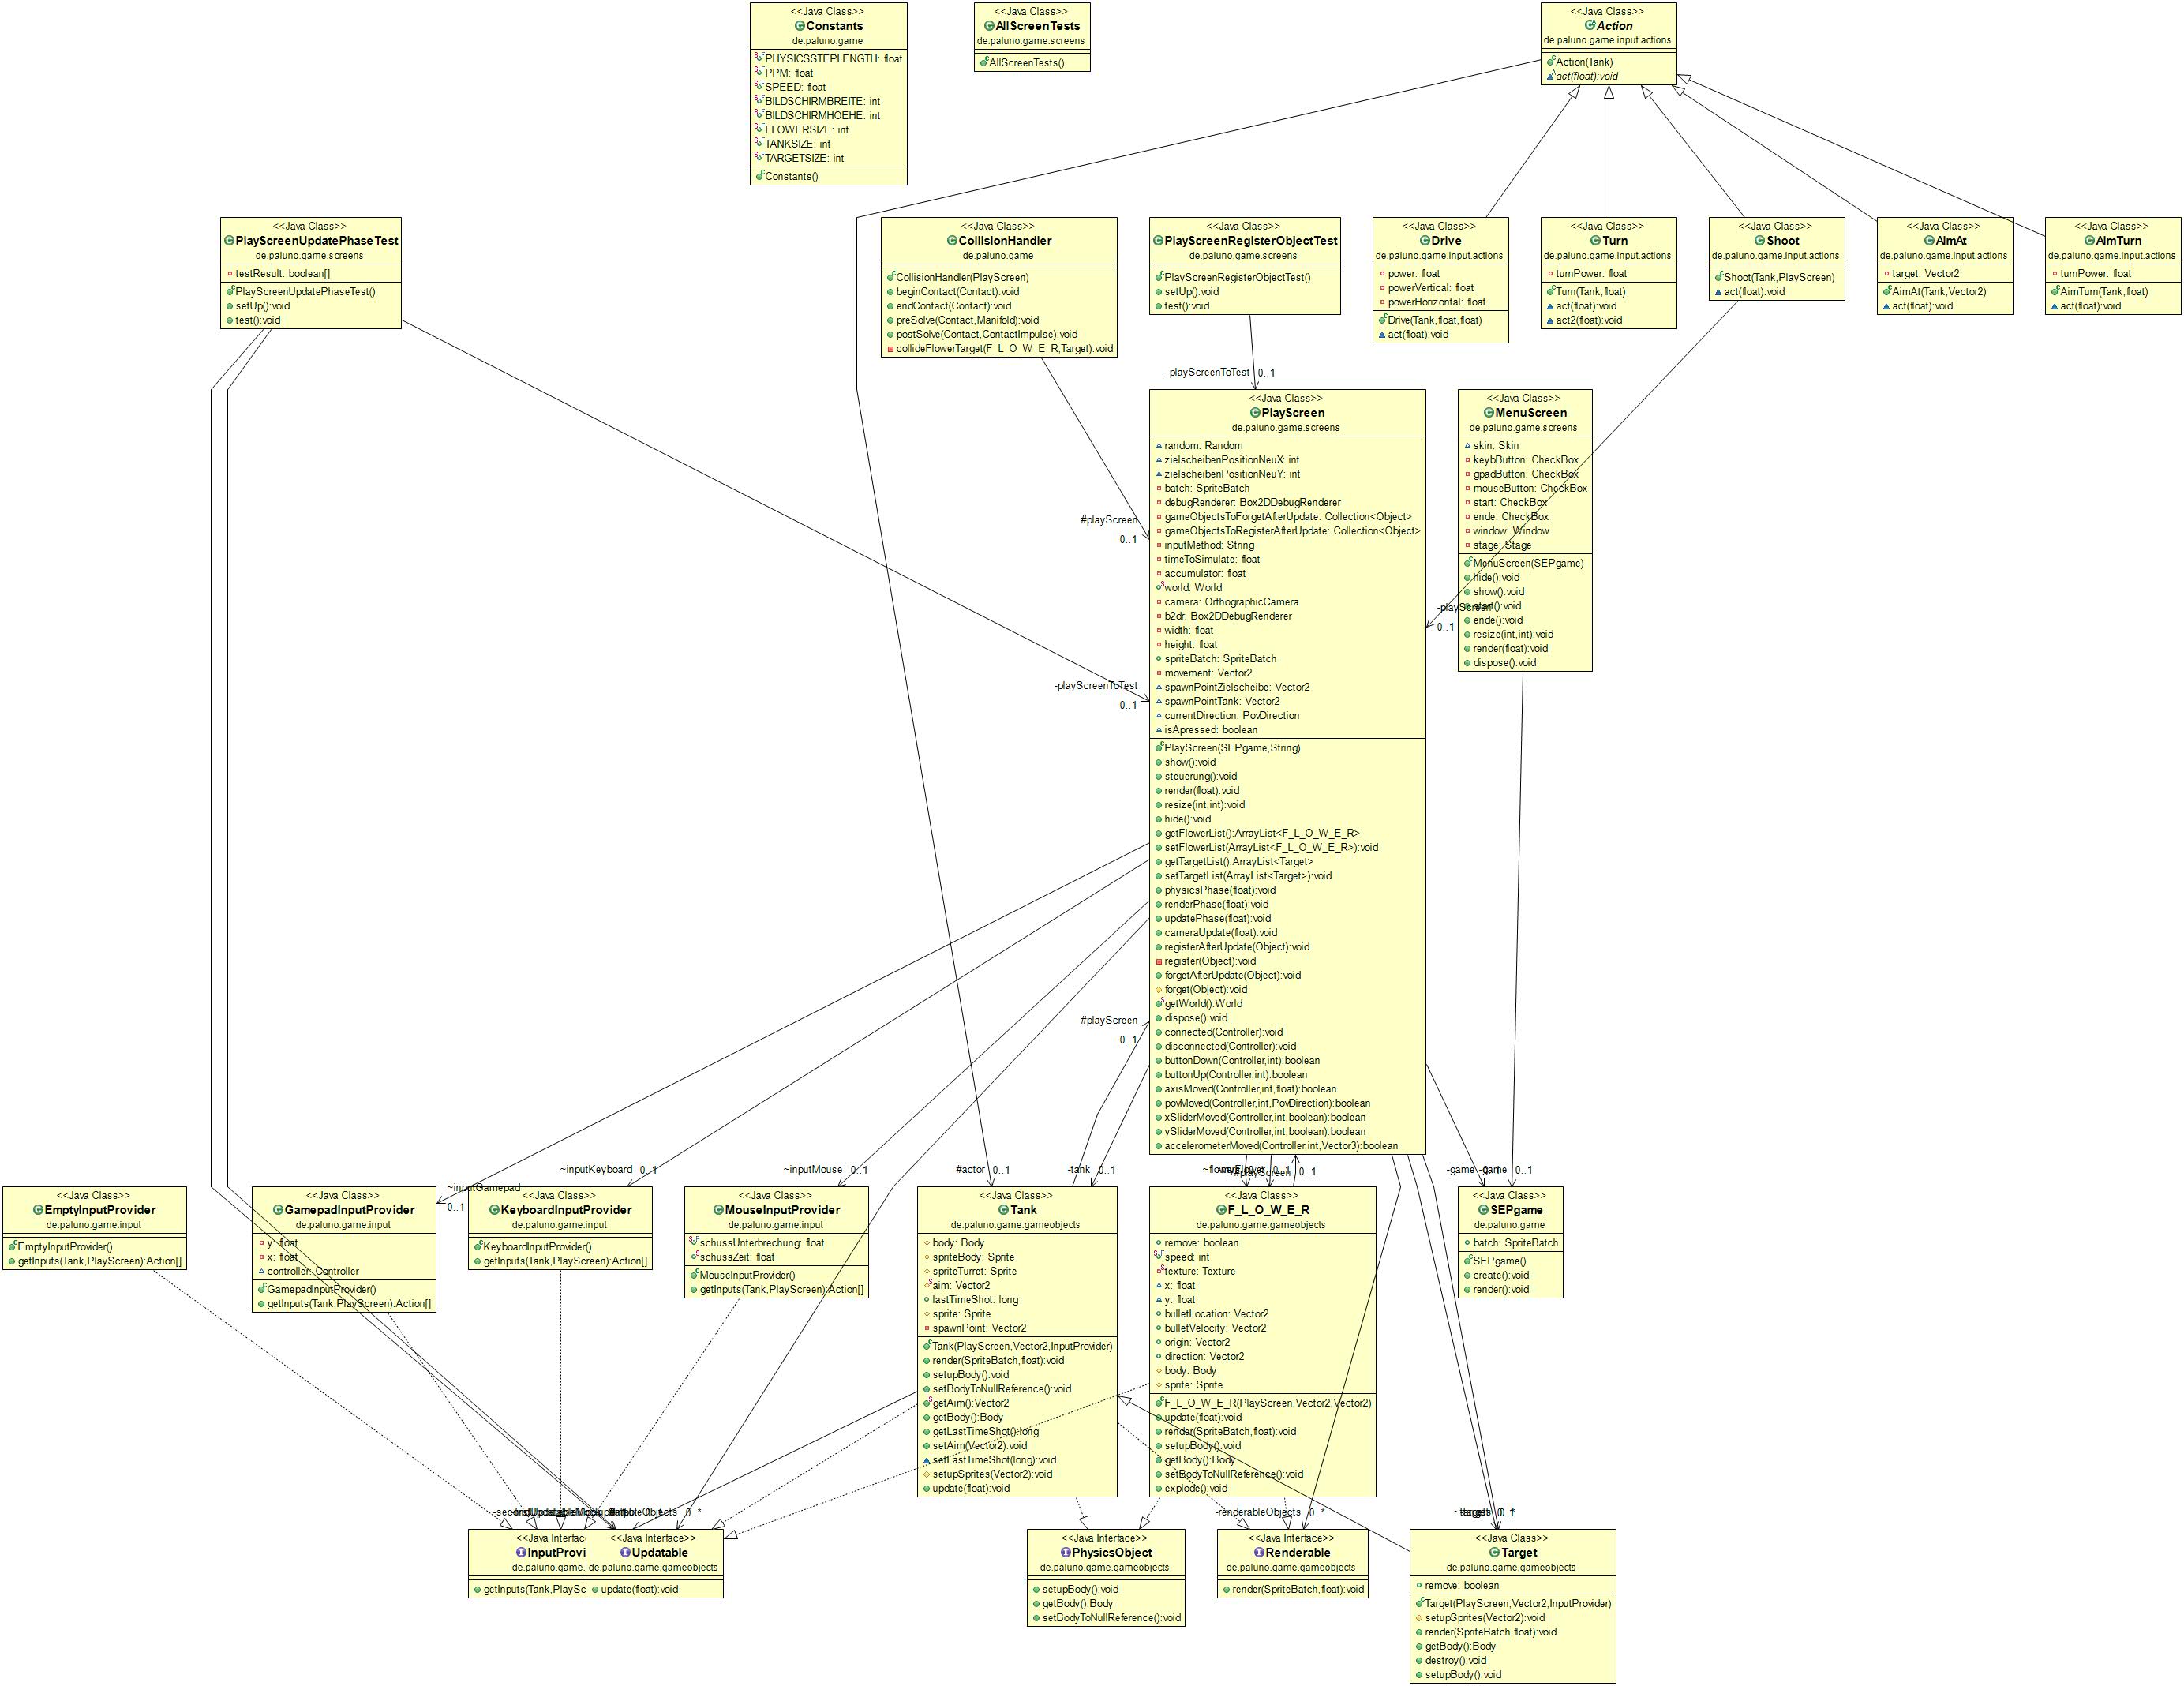 <<Java Class>>
Constants
de.paluno.game
PHYSICSSTEPLENGTH: float
PPM: float
SPEED: float
BILDSCHIRMBREITE: int
BILDSCHIRMHOEHE: int
FLOWERSIZE: int
TANKSIZE: int
TARGETSIZE: int
Constants()
<<Java Class>>
AllScreenTests
de.paluno.game.screens
AllScreenTests()
<<Java Class>>
Action
de.paluno.game.input.actions
Action(Tank)
act(float):void
<<Java Class>>
PlayScreenUpdatePhaseTest
de.paluno.game.screens
testResult: boolean[]
PlayScreenUpdatePhaseTest()
setUp():void
test():void
<<Java Class>>
CollisionHandler
de.paluno.game
CollisionHandler(PlayScreen)
beginContact(Contact):void
endContact(Contact):void
preSolve(Contact,Manifold):void
postSolve(Contact,ContactImpulse):void
collideFlowerTarget(F_L_O_W_E_R,Target):void
<<Java Class>>
PlayScreenRegisterObjectTest
de.paluno.game.screens
PlayScreenRegisterObjectTest()
setUp():void
test():void
<<Java Class>>
Drive
de.paluno.game.input.actions
power: float
powerVertical: float
powerHorizontal: float
Drive(Tank,float,float)
act(float):void
<<Java Class>>
Turn
de.paluno.game.input.actions
turnPower: float
Turn(Tank,float)
act(float):void
act2(float):void
<<Java Class>>
Shoot
de.paluno.game.input.actions
Shoot(Tank,PlayScreen)
act(float):void
<<Java Class>>
AimAt
de.paluno.game.input.actions
target: Vector2
AimAt(Tank,Vector2)
act(float):void
<<Java Class>>
AimTurn
de.paluno.game.input.actions
turnPower: float
AimTurn(Tank,float)
act(float):void
-playScreenToTest 0..1
<<Java Class>>
PlayScreen
de.paluno.game.screens
random: Random
zielscheibenPositionNeuX: int
zielscheibenPositionNeuY: int
batch: SpriteBatch
debugRenderer: Box2DDebugRenderer
gameObjectsToForgetAfterUpdate: Collection<Object>
gameObjectsToRegisterAfterUpdate: Collection<Object>
inputMethod: String
timeToSimulate: float
accumulator: float
world: World
camera: OrthographicCamera
b2dr: Box2DDebugRenderer
width: float
height: float
spriteBatch: SpriteBatch
movement: Vector2
spawnPointZielscheibe: Vector2
spawnPointTank: Vector2
currentDirection: PovDirection
isApressed: boolean
PlayScreen(SEPgame,String)
show():void
steuerung():void
render(float):void
resize(int,int):void
hide():void
getFlowerList():ArrayList<F_L_O_W_E_R>
setFlowerList(ArrayList<F_L_O_W_E_R>):void
getTargetList():ArrayList<Target>
setTargetList(ArrayList<Target>):void
physicsPhase(float):void
renderPhase(float):void
updatePhase(float):void
cameraUpdate(float):void
registerAfterUpdate(Object):void
register(Object):void
forgetAfterUpdate(Object):void
forget(Object):void
getWorld():World
dispose():void
connected(Controller):void
disconnected(Controller):void
buttonDown(Controller,int):boolean
buttonUp(Controller,int):boolean
axisMoved(Controller,int,float):boolean
povMoved(Controller,int,PovDirection):boolean
xSliderMoved(Controller,int,boolean):boolean
ySliderMoved(Controller,int,boolean):boolean
accelerometerMoved(Controller,int,Vector3):boolean
<<Java Class>>
MenuScreen
de.paluno.game.screens
skin: Skin
keybButton: CheckBox
gpadButton: CheckBox
mouseButton: CheckBox
start: CheckBox
ende: CheckBox
window: Window
stage: Stage
MenuScreen(SEPgame)
hide():void
show():void
start():void
ende():void
resize(int,int):void
render(float):void
dispose():void
#playScreen
0..1
-playScreen
0..1
-playScreenToTest
0..1
#playScreen
0..1
~inputGamepad
0..1
~inputKeyboard 0..1
~inputMouse 0..1
#actor 0..1
-tank 0..1
#playScreen
0..1
-game
-game 0..1
<<Java Class>>
EmptyInputProvider
de.paluno.game.input
EmptyInputProvider()
getInputs(Tank,PlayScreen):Action[]
<<Java Class>>
GamepadInputProvider
de.paluno.game.input
y: float
x: float
controller: Controller
GamepadInputProvider()
getInputs(Tank,PlayScreen):Action[]
<<Java Class>>
KeyboardInputProvider
de.paluno.game.input
KeyboardInputProvider()
getInputs(Tank,PlayScreen):Action[]
<<Java Class>>
MouseInputProvider
de.paluno.game.input
schussUnterbrechung: float
schussZeit: float
MouseInputProvider()
getInputs(Tank,PlayScreen):Action[]
<<Java Class>>
Tank
de.paluno.game.gameobjects
body: Body
spriteBody: Sprite
spriteTurret: Sprite
aim: Vector2
lastTimeShot: long
sprite: Sprite
spawnPoint: Vector2
Tank(PlayScreen,Vector2,InputProvider)
render(SpriteBatch,float):void
setupBody():void
setBodyToNullReference():void
getAim():Vector2
getBody():Body
getLastTimeShot():long
setAim(Vector2):void
setLastTimeShot(long):void
setupSprites(Vector2):void
update(float):void
<<Java Class>>
F_L_O_W_E_R
de.paluno.game.gameobjects
remove: boolean
speed: int
texture: Texture
x: float
y: float
bulletLocation: Vector2
bulletVelocity: Vector2
origin: Vector2
direction: Vector2
body: Body
sprite: Sprite
F_L_O_W_E_R(PlayScreen,Vector2,Vector2)
update(float):void
render(SpriteBatch,float):void
setupBody():void
getBody():Body
setBodyToNullReference():void
explode():void
<<Java Class>>
SEPgame
de.paluno.game
batch: SpriteBatch
SEPgame()
create():void
render():void
0..1
0..*
-renderableObjects 0..*
<<Java Interface>>
Updatable
de.paluno.game.gameobjects
update(float):void
<<Java Interface>>
PhysicsObject
de.paluno.game.gameobjects
setupBody():void
getBody():Body
setBodyToNullReference():void
<<Java Interface>>
Renderable
de.paluno.game.gameobjects
render(SpriteBatch,float):void
<<Java Class>>
Target
de.paluno.game.gameobjects
remove: boolean
Target(PlayScreen,Vector2,InputProvider)
setupSprites(Vector2):void
render(SpriteBatch,float):void
getBody():Body
destroy():void
setupBody():void